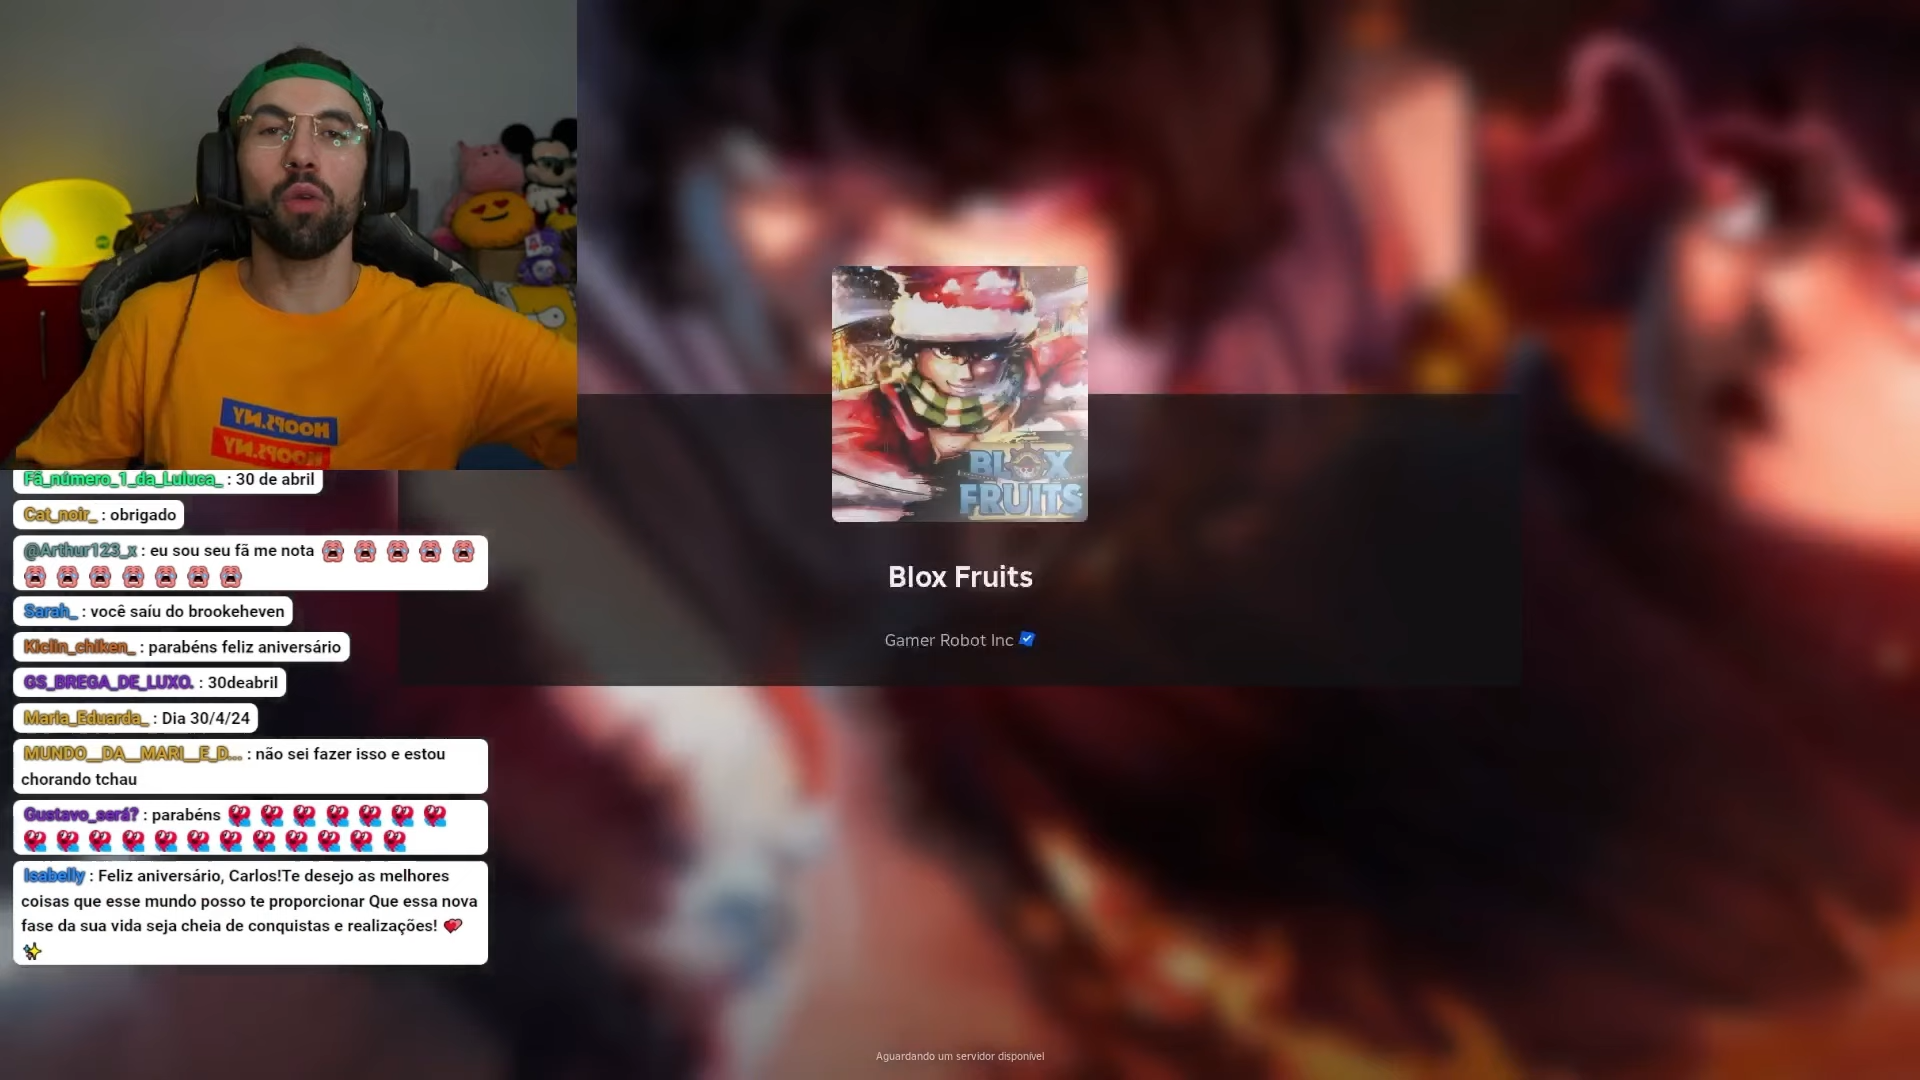 HOOPS.NY
HOOPS.NY
Fã_número_1_da_Luluca_ : 30 de abril
Cat_noir_ : obrigado
@Arthur123_x : eu sou seu fã me nota
Sarah_ : você saíu do brookeheven
Kiclin_chiken_ : parabéns feliz aniversário
GS_BREGA_DE_LUXO. : 30deabril
Maria_Eduarda_ : Dia 30/4/24
MUNDO__DA__MARI__E_D... : não sei fazer isso e estou
chorando tchau
Gustavo_será? : parabéns
Isabelly : Feliz aniversário, Carlos!Te desejo as melhores
coisas que esse mundo posso te proporcionar Que essa nova
fase da sua vida seja cheia de conquistas e realizações!
BLOX
FRUITS
Blox Fruits
Gamer Robot Inc
Aguardando um servidor disponível